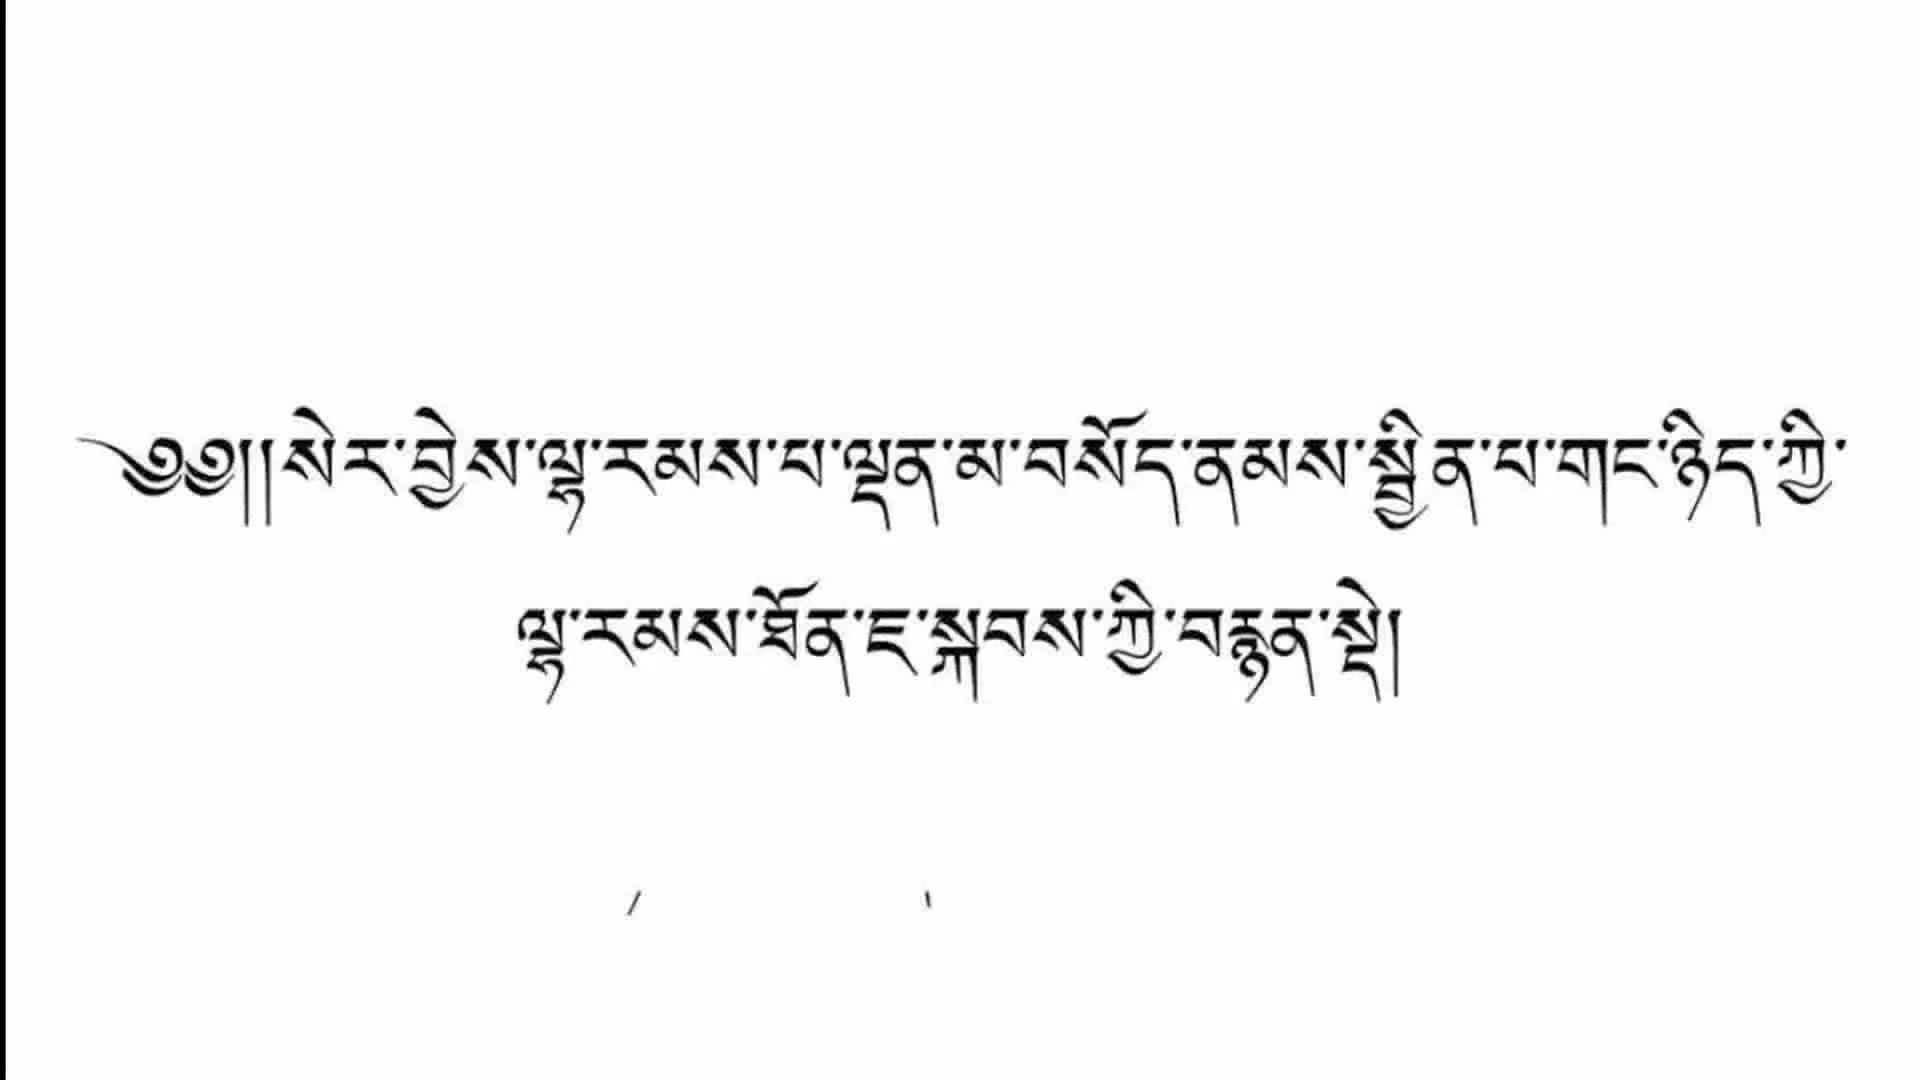 ༄༅།།སེར་བྱེས་ལྷ་རམས་པ་ལྡན་མ་བསོད་ནམས་སྦྱིན་པ་གང་ཉིད་ཀྱི་
ལྷ་རམས་ཐོན་ཇ་སྐབས་ཀྱི་བརྙན་སྡེ།